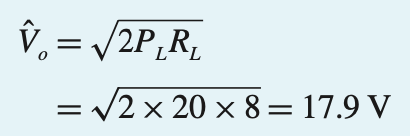 V̂ₒ = √2P_L R_L
= √2 × 20 × 8 = 17.9 V